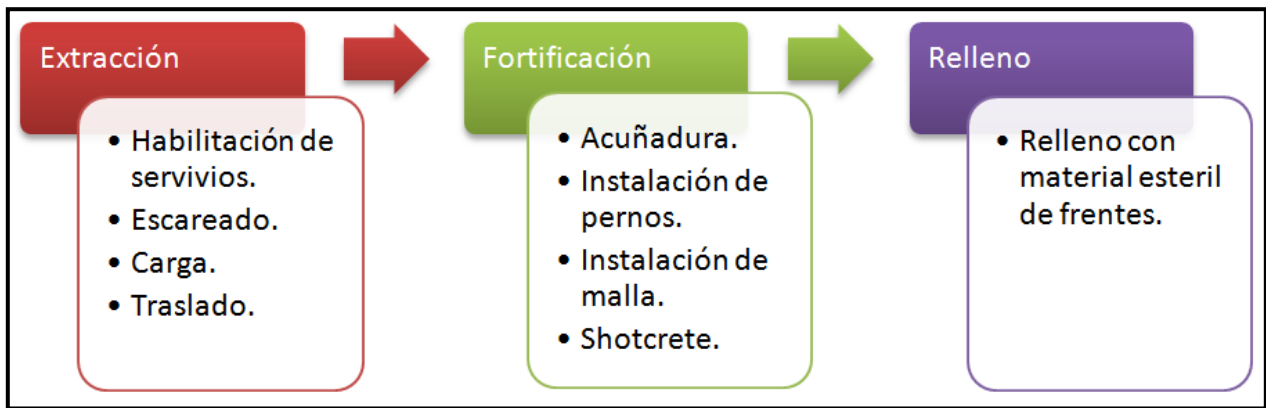 Extracción
• Habilitación de
servivios.
• Escareado.
• Carga.
• Traslado.
Fortificación
• Acuñadura.
• Instalación de
pernos.
• Instalación de
malla.
• Shotcrete.
Relleno
• Relleno con
material esteril
de frentes.